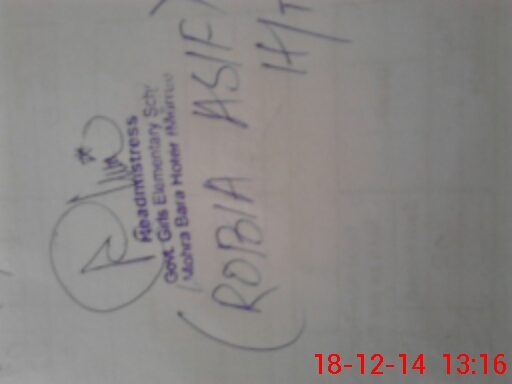 Headmistress
Govt Girls Elementary Sch
Mohra Bara Hoter (Murree
(ROBIA ASIF)
H/T
18-12-14 13:16